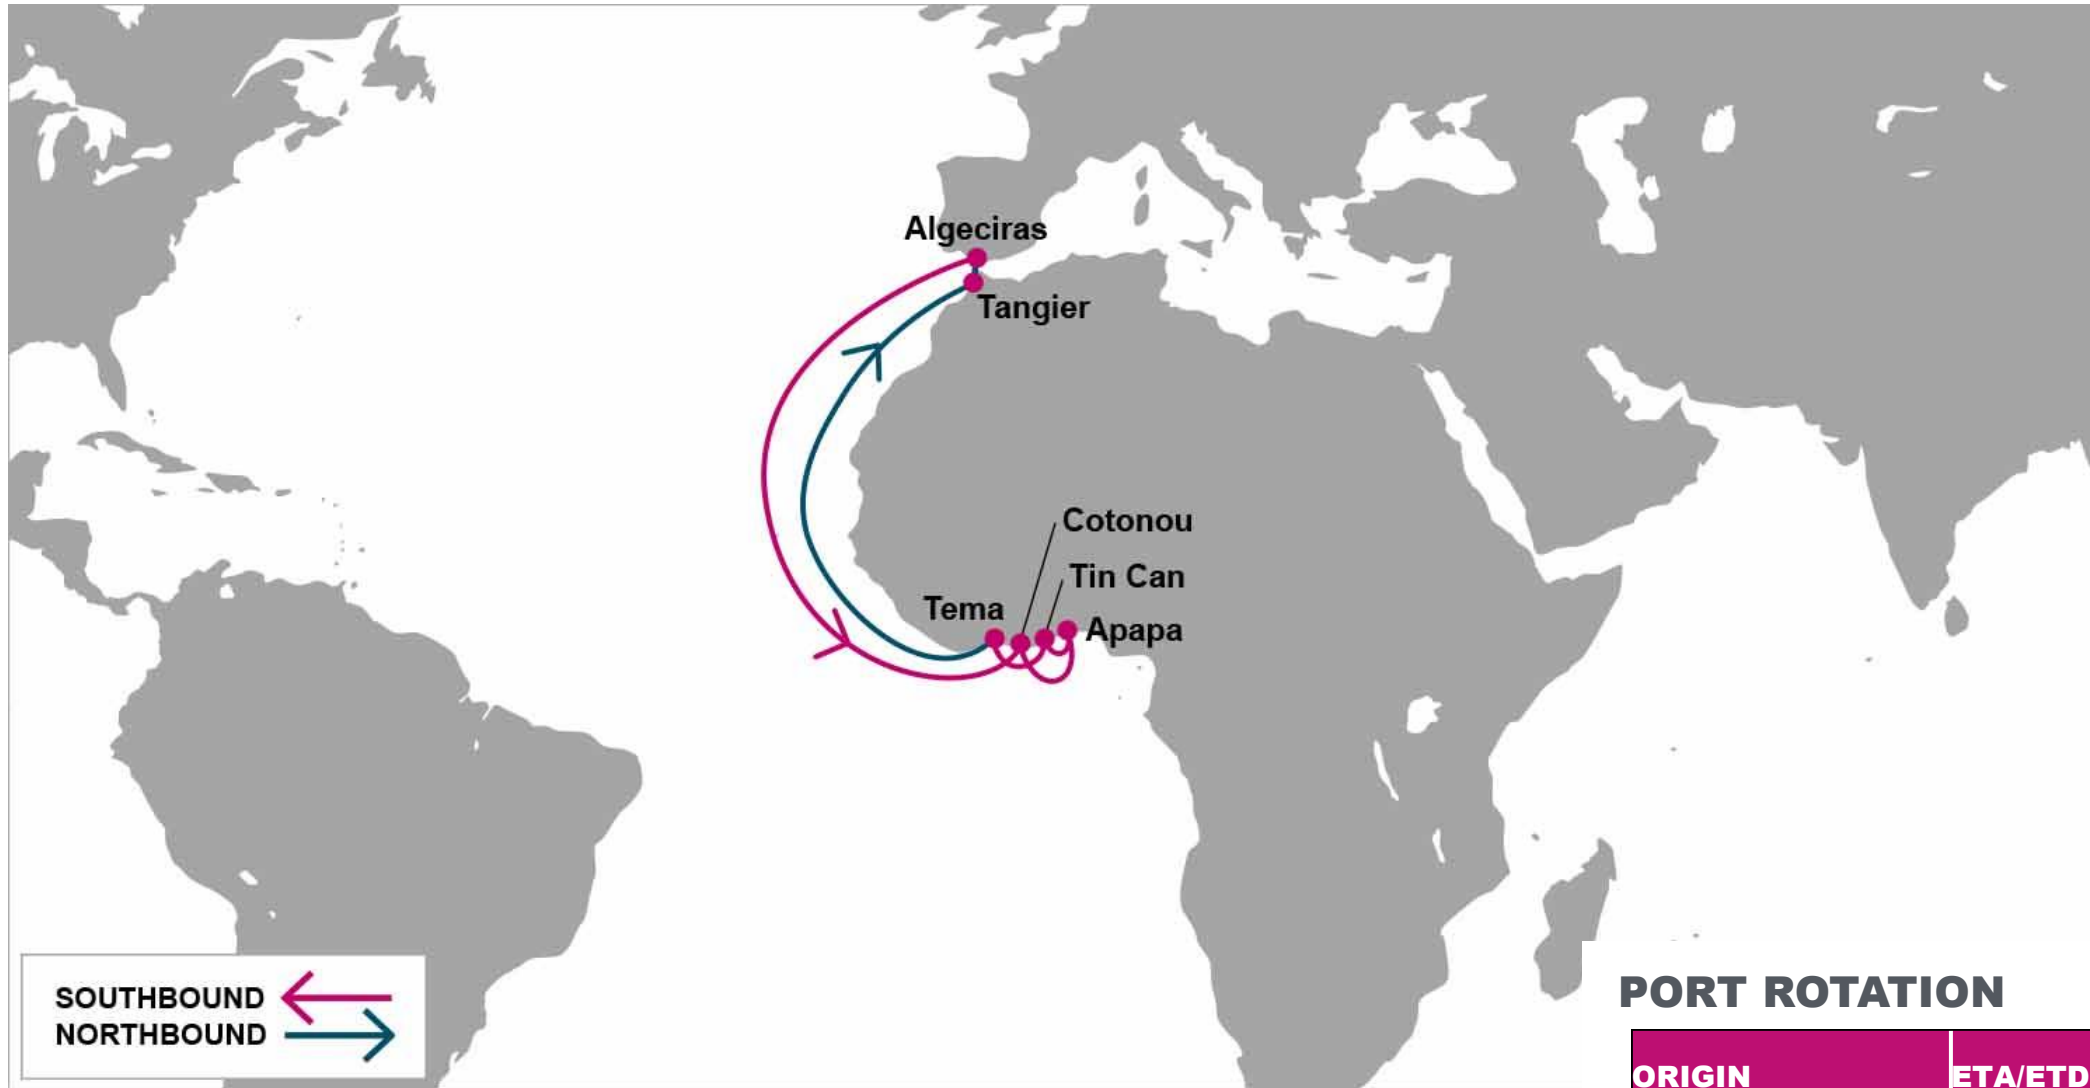 Algeciras
Tangier
Cotonou
Tin Can
Tema
Apapa
SOUTHBOUND
NORTHBOUND
PORT ROTATION
ORIGIN ETA/ETD